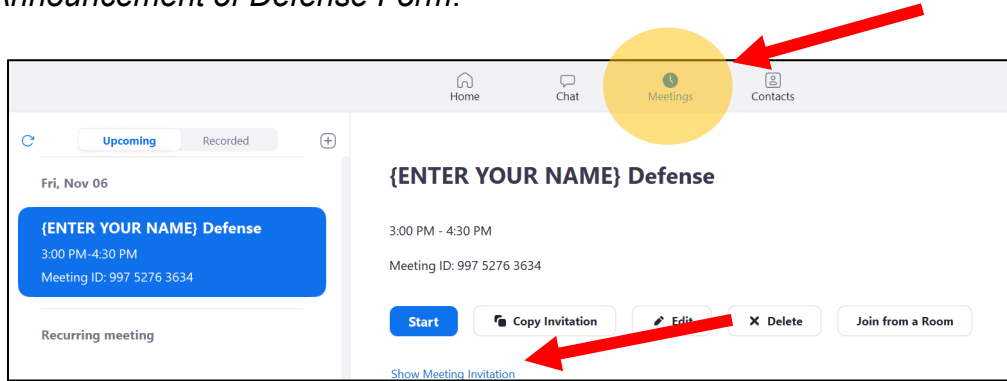 Announcement of Defense Form.
Home Chat Meetings Contacts
Upcoming Recorded
Fri, Nov 06
{ENTER YOUR NAME} Defense
3:00 PM-4:30 PM
Meeting ID: 997 5276 3634
Recurring meeting
{ENTER YOUR NAME} Defense
3:00 PM - 4:30 PM
Meeting ID: 997 5276 3634
Start Copy Invitation Edit Delete Join from a Room
Show Meeting Invitation